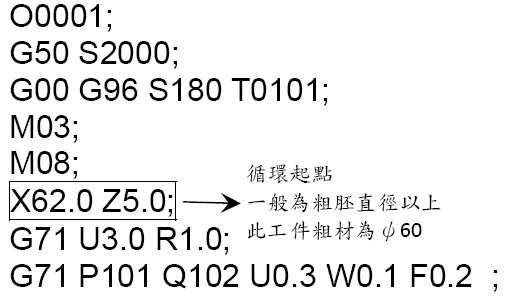 O0001;
G50 S2000;
G00 G96 S180 T0101;
M03;
M08;
X62.0 Z5.0;
循環起點
一般為粗胚直徑以上
此工件粗材為ψ60
G71 U3.0 R1.0;
G71 P101 Q102 U0.3 W0.1 F0.2 ;